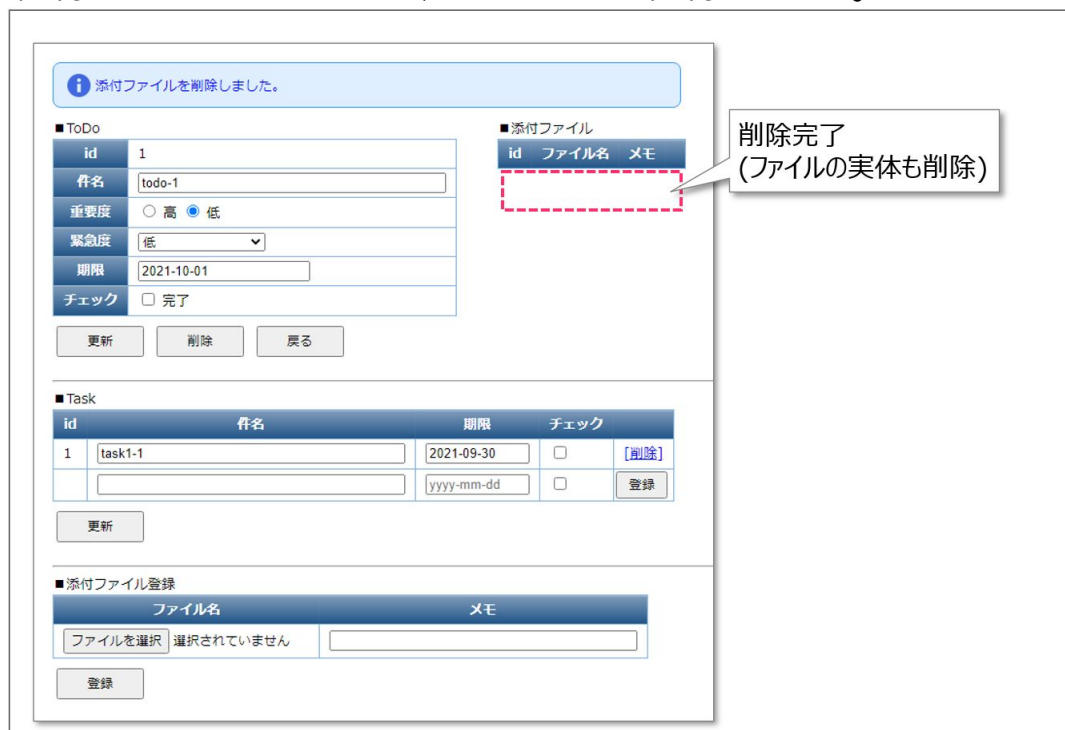 添付ファイルを削除しました。
■ToDo
id 1
件名 todo-1
重要度 高 低
緊急度 低
期限 2021-10-01
チェック 完了
更新 削除 戻る
■添付ファイル
id ファイル名 メモ
削除完了
(ファイルの実体も削除)
■Task
id 件名 期限 チェック
1 task1-1 2021-09-30 [削除]
yyyy-mm-dd 登録
更新
■添付ファイル登録
ファイル名 メモ
ファイルを選択 選択されていません
登録